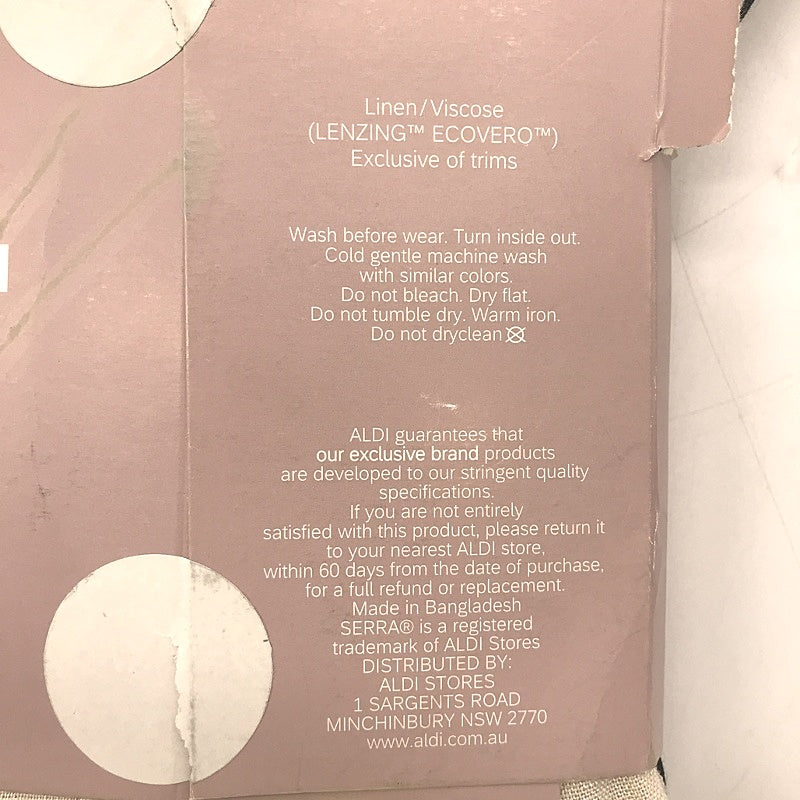 Linen/Viscose
(LENZING™ ECOVERO™)
Exclusive of trims
Wash before wear. Turn inside out.
Cold gentle machine wash
with similar colors.
Do not bleach. Dry flat.
Do not tumble dry. Warm iron.
Do not dryclean
ALDI guarantees that
our exclusive brand products
are developed to our stringent quality
specifications.
If you are not entirely
satisfied with this product, please return it
to your nearest ALDI store,
within 60 days from the date of purchase,
for a full refund or replacement.
Made in Bangladesh
SERRA® is a registered
trademark of ALDI Stores
DISTRIBUTED BY:
ALDI STORES
1 SARGENTS ROAD
MINCHINBURY NSW 2770
www.aldi.com.au